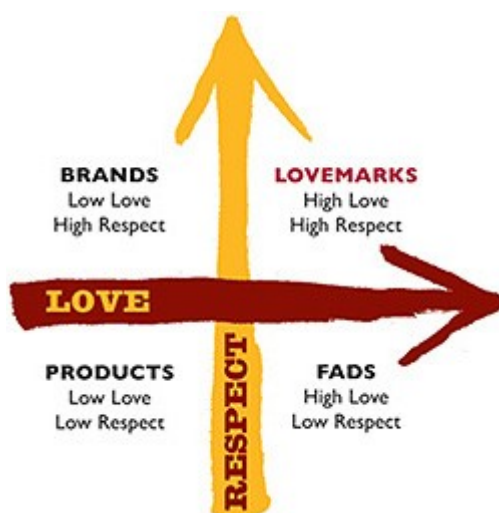 BRANDS
Low Love
High Respect
LOVEMARKS
High Love
High Respect
LOVE
PRODUCTS
Low Love
Low Respect
RESPECT
FADS
High Love
Low Respect